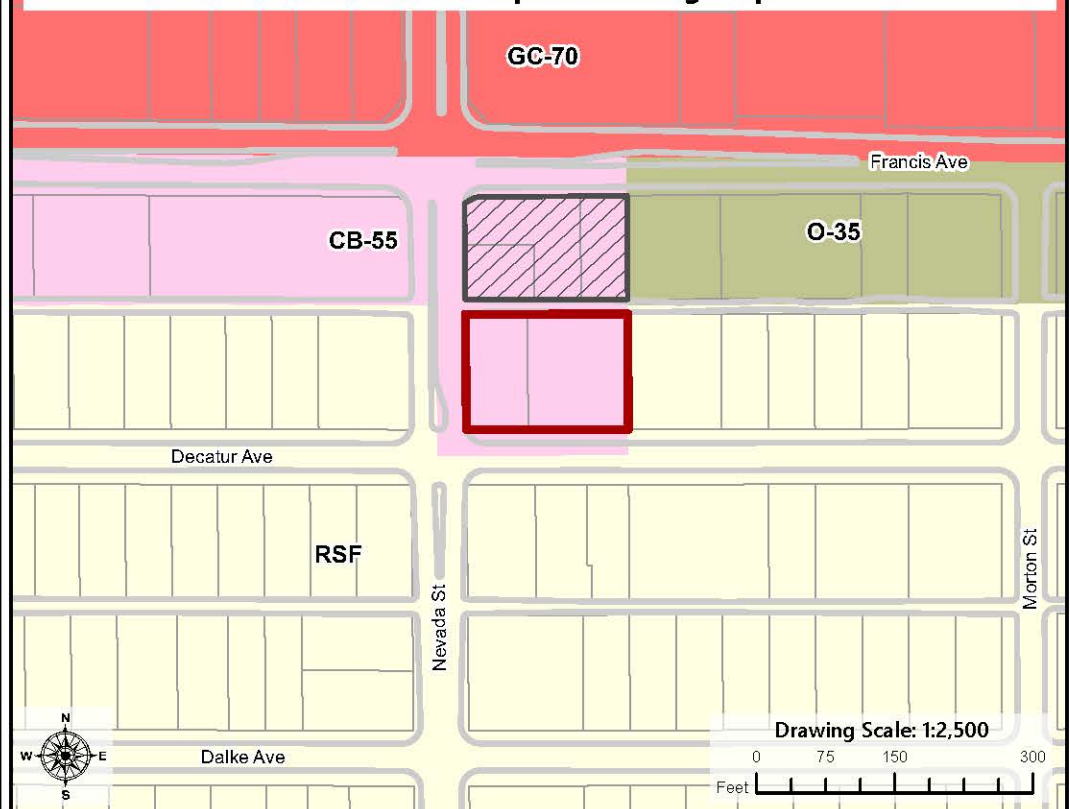 GC-70
Francis Ave
CB-55
O-35
Decatur Ave
RSF
Nevada St
Morton St
Dalke Ave
N
W
E
S
Drawing Scale: 1:2,500
0 75 150 300
Feet